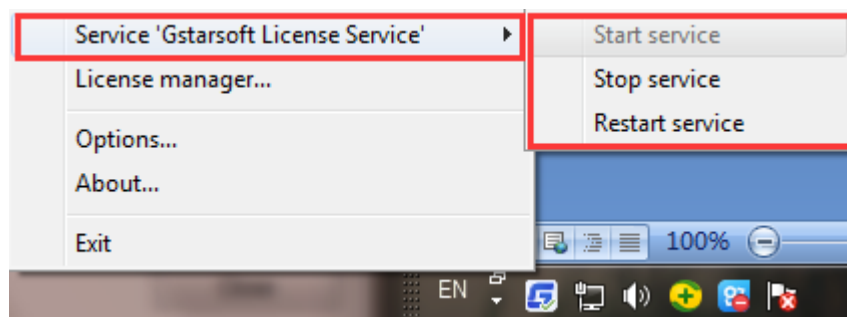 Service 'Gstarsoft License Service'
Start service
License manager...
Stop service
Restart service
Options...
About...
Exit
100%
EN